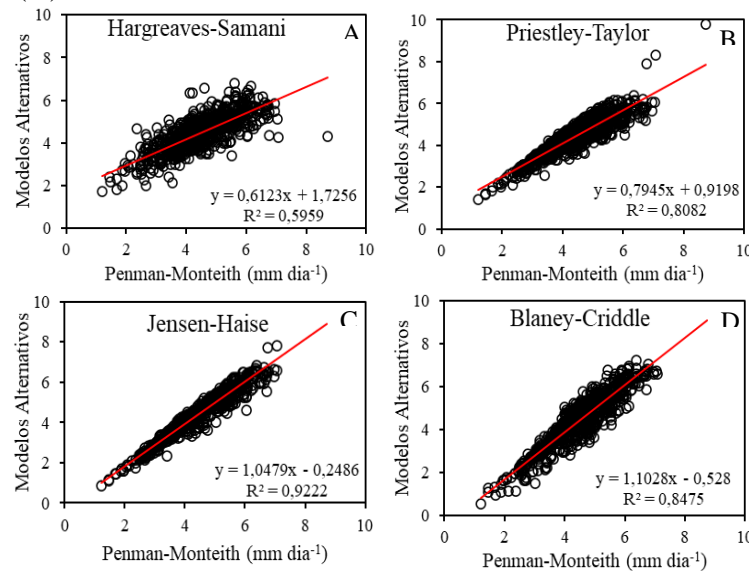 Hargreaves-Samani
A
Modelos Alternativos
10
8
6
4
2
0
y = 0,6123x + 1,7256
R² = 0,5959
0 2 4 6 8 10
Penman-Monteith (mm dia⁻¹)
Priestley-Taylor
B
Modelos Alternativos
10
8
6
4
2
0
y = 0,7945x + 0,9198
R² = 0,8082
0 2 4 6 8 10
Penman-Monteith (mm dia⁻¹)
Jensen-Haise
C
Modelos Alternativos
10
8
6
4
2
0
y = 1,0479x - 0,2486
R² = 0,9222
0 2 4 6 8 10
Penman-Monteith (mm dia⁻¹)
Blaney-Criddle
D
Modelos Alternativos
10
8
6
4
2
0
y = 1,1028x - 0,528
R² = 0,8475
0 2 4 6 8 10
Penman-Monteith (mm dia⁻¹)